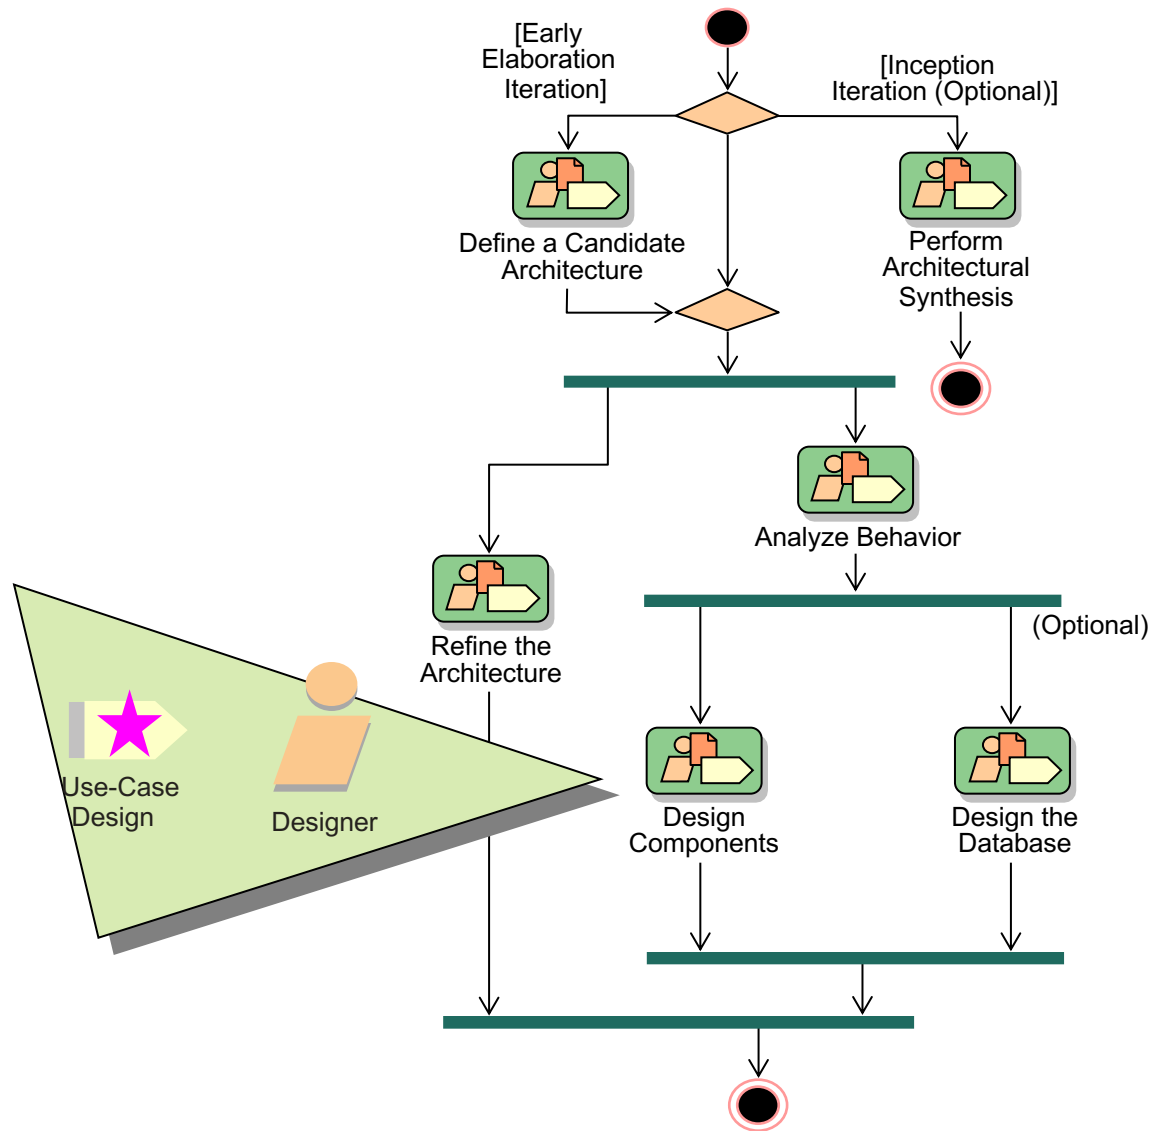 [Early
Elaboration
Iteration]
[Inception
Iteration (Optional)]
Define a Candidate
Architecture
Perform
Architectural
Synthesis
Analyze Behavior
(Optional)
Refine the
Architecture
Use-Case
Design
Designer
Design
Components
Design the
Database